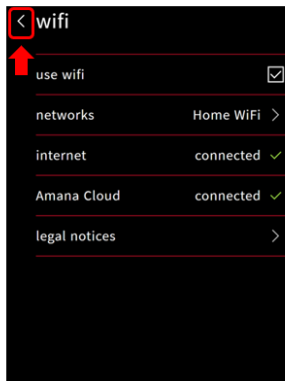 wifi
use wifi
networks Home WiFi
internet connected
Amana Cloud connected
legal notices